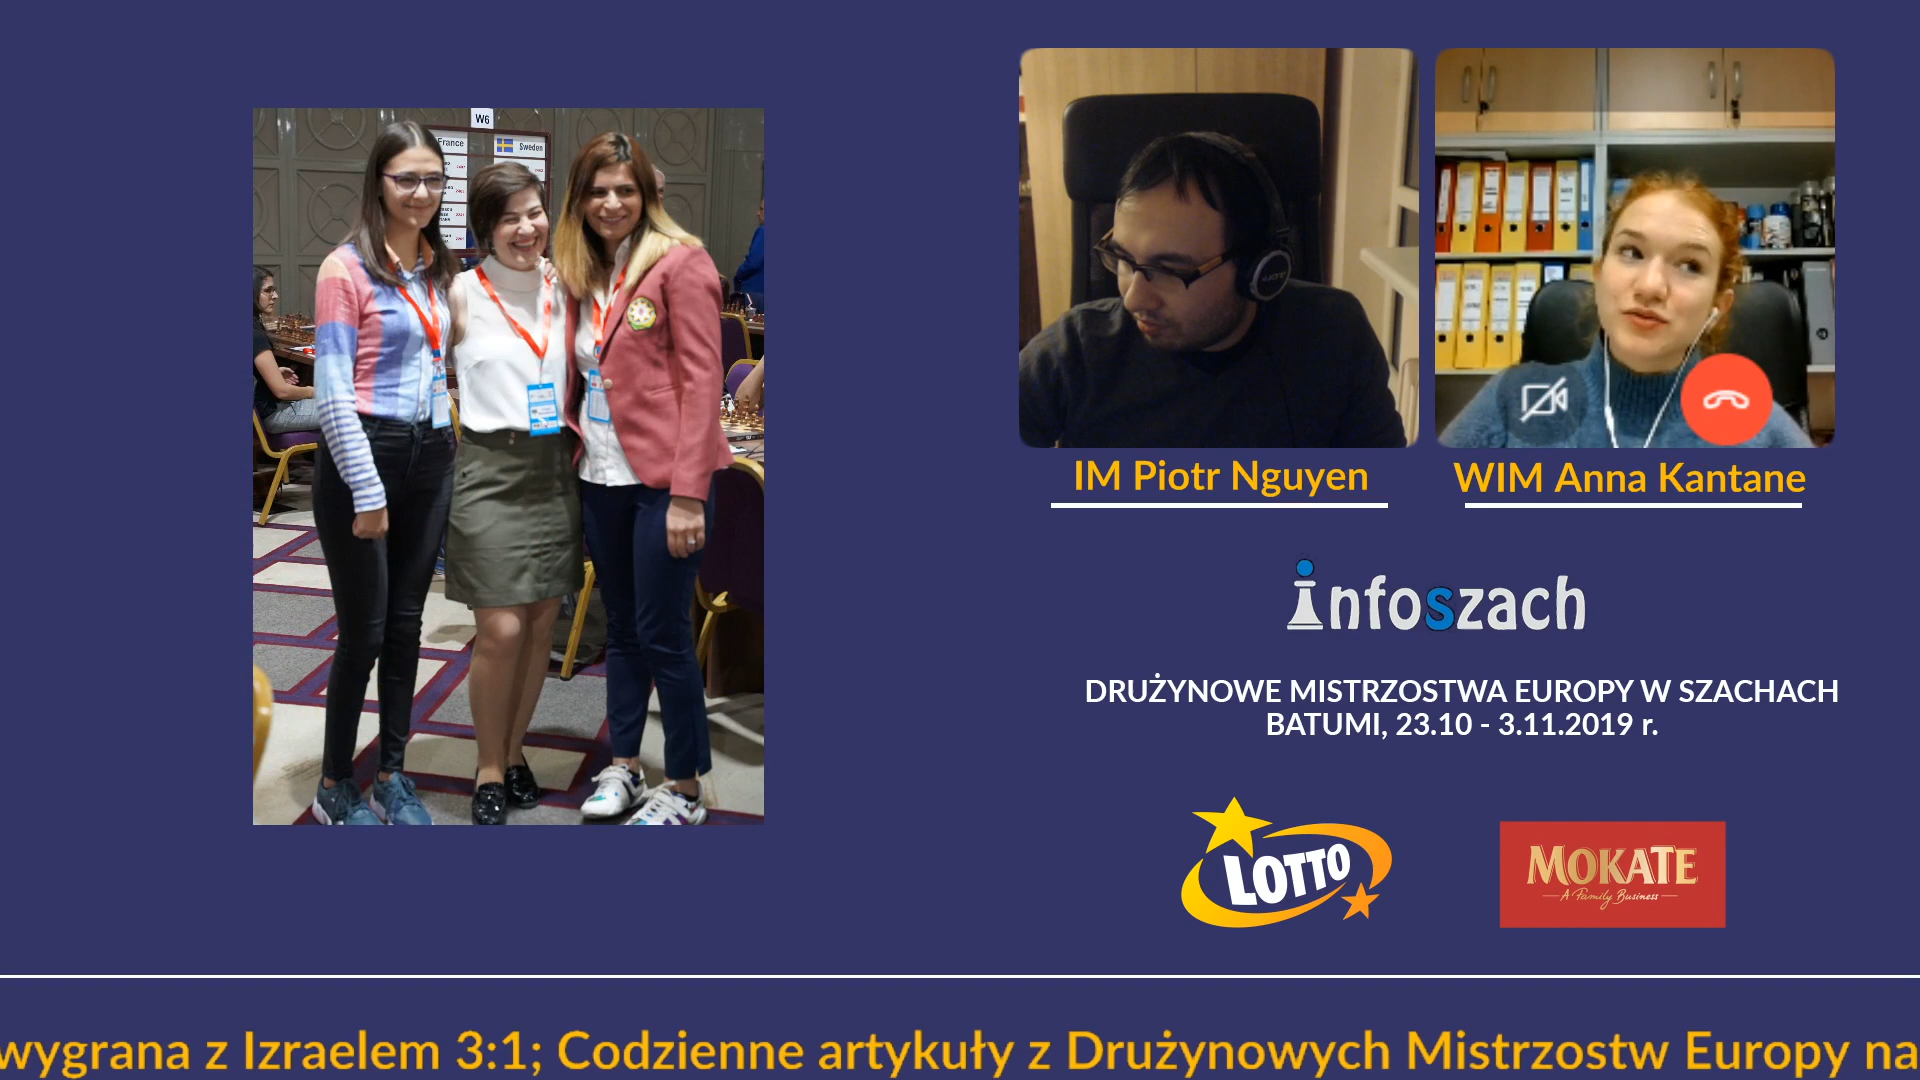 W6
France
Sweden
IM Piotr Nguyen
WIM Anna Kantane
infoszach
DRUŻYNOWE MISTRZOSTWA EUROPY W SZACHACH
BATUMI, 23.10 - 3.11.2019 r.
LOTTO
MOKATE
A Family Business
wygrana z Izraelem 3:1; Codzienne artykuły z Drużynowych Mistrzostw Europy na